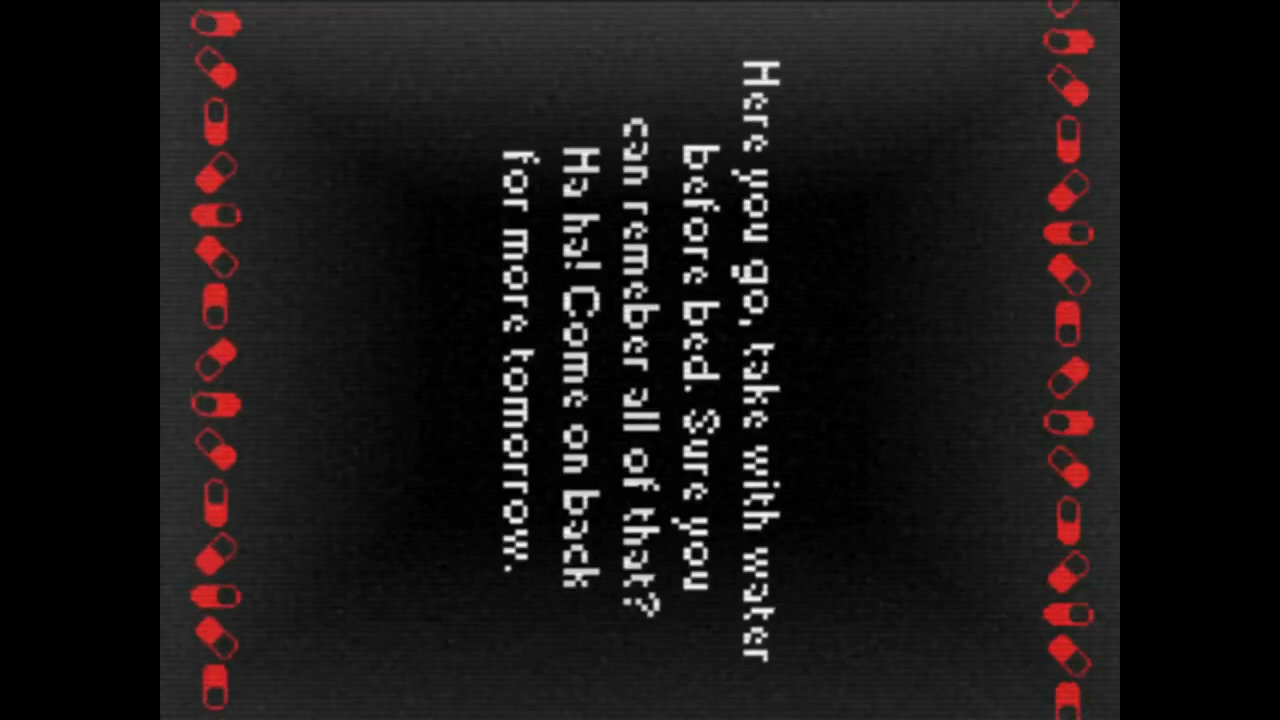 Here you go, take with water
before bed. Sure you
can remeber all of that?
Ha ha! Come on back
for more tomorrow.